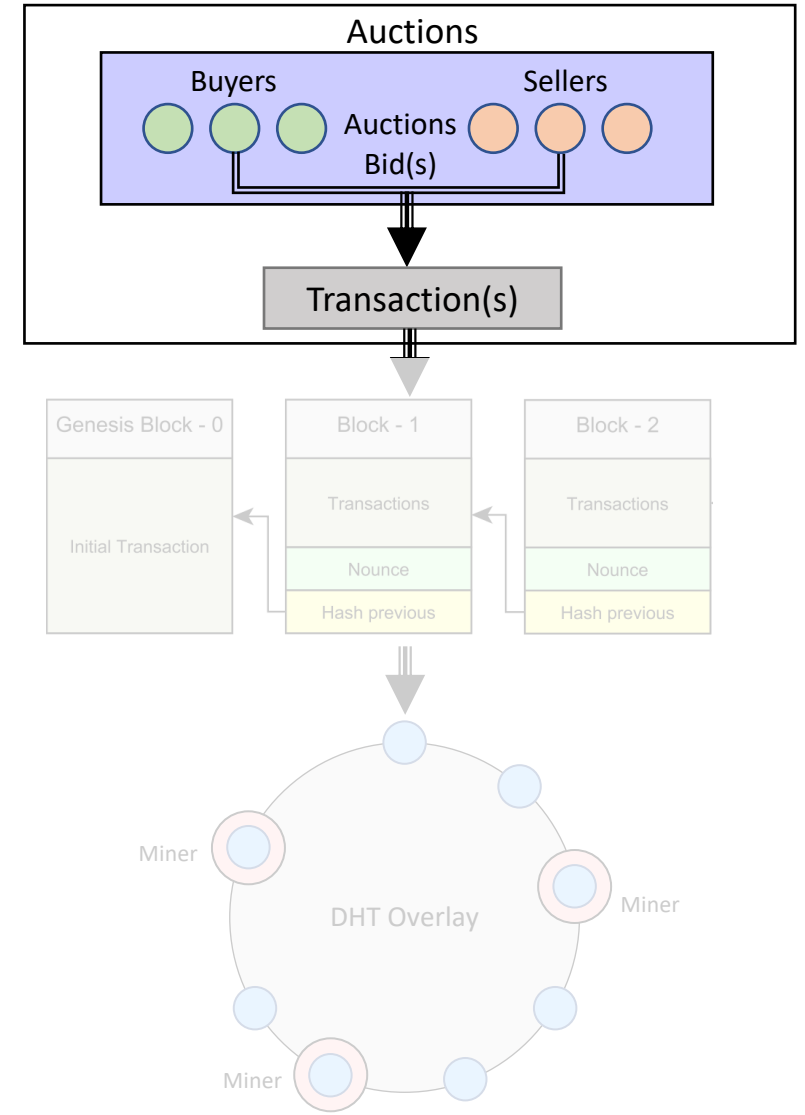 Auctions
Buyers
Sellers
Auctions
Bid(s)
Transaction(s)
Genesis Block - 0
Block - 1
Block - 2
Initial Transaction
Transactions
Transactions
Nounce
Nounce
Hash previous
Hash previous
Miner
Miner
DHT Overlay
Miner